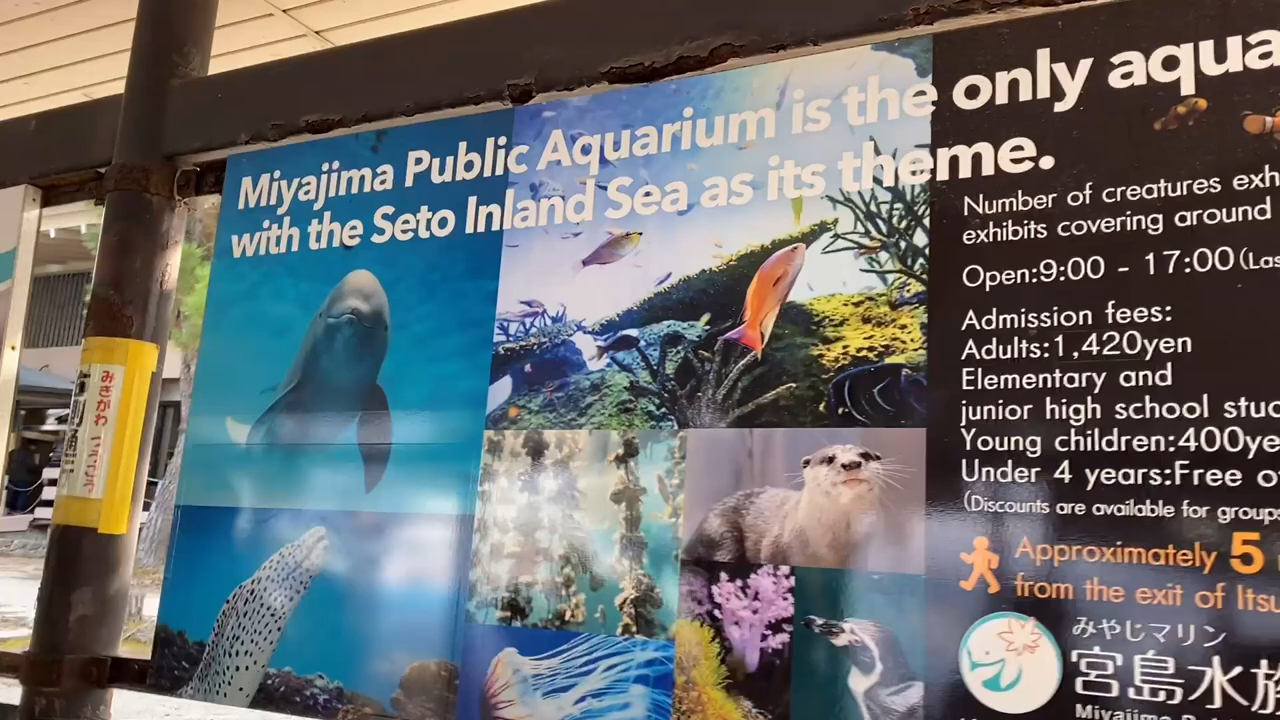 Miyajima Public Aquarium is the only aqua
with the Seto Inland Sea as its theme.
Number of creatures exh
exhibits covering around
Open:9:00 - 17:00(Las
Admission fees:
Adults:1,420yen
Elementary and
junior high school stud
Young children:400ye
Under 4 years:Free o
(Discounts are available for groups
Approximately 5
from the exit of Itsu
みやじマリン
宮島水族
Miyajima
みぎがわ